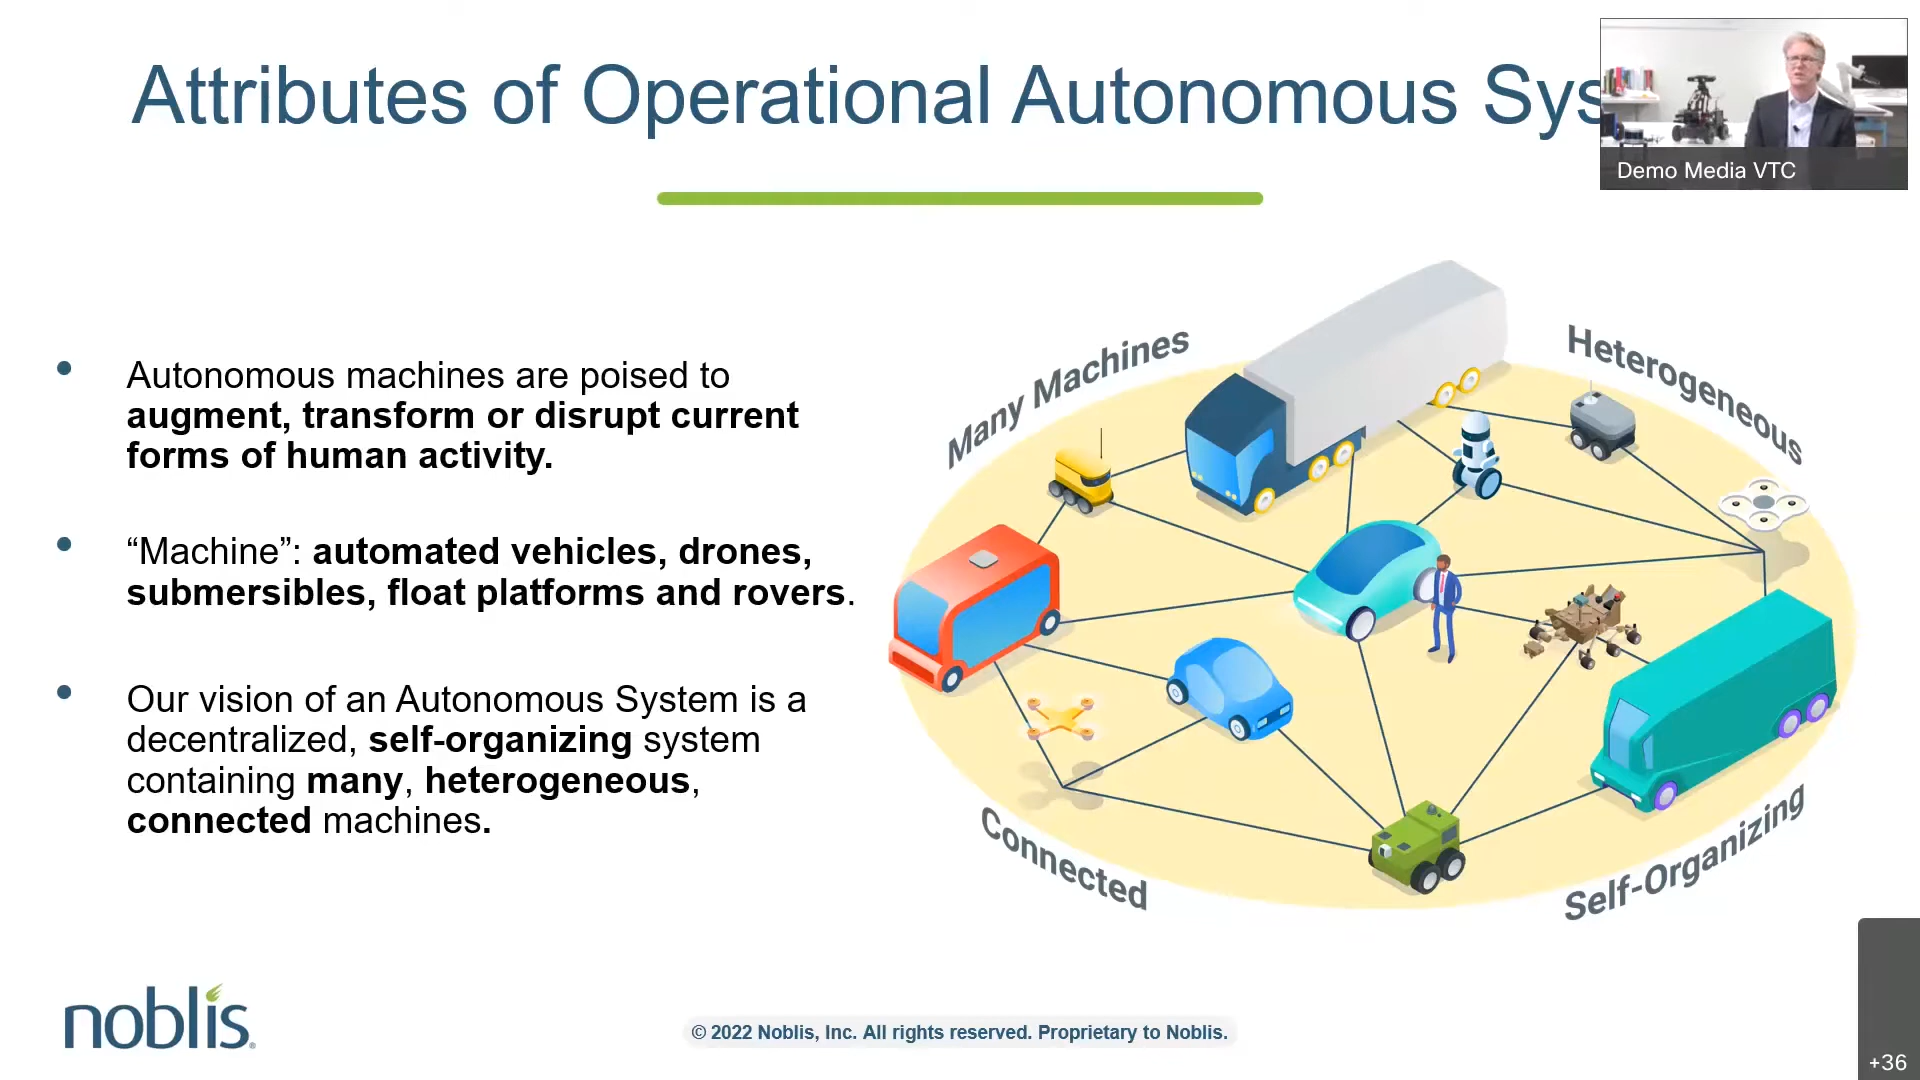 Attributes of Operational Autonomous Sys
Demo Media VTC
Autonomous machines are poised to
augment, transform or disrupt current
forms of human activity.
“Machine”: automated vehicles, drones,
submersibles, float platforms and rovers.
Our vision of an Autonomous System is a
decentralized, self-organizing system
containing many, heterogeneous,
connected machines.
Many Machines
Heterogeneous
Connected
Self-Organizing
noblis
© 2022 Noblis, Inc. All rights reserved. Proprietary to Noblis.
+36